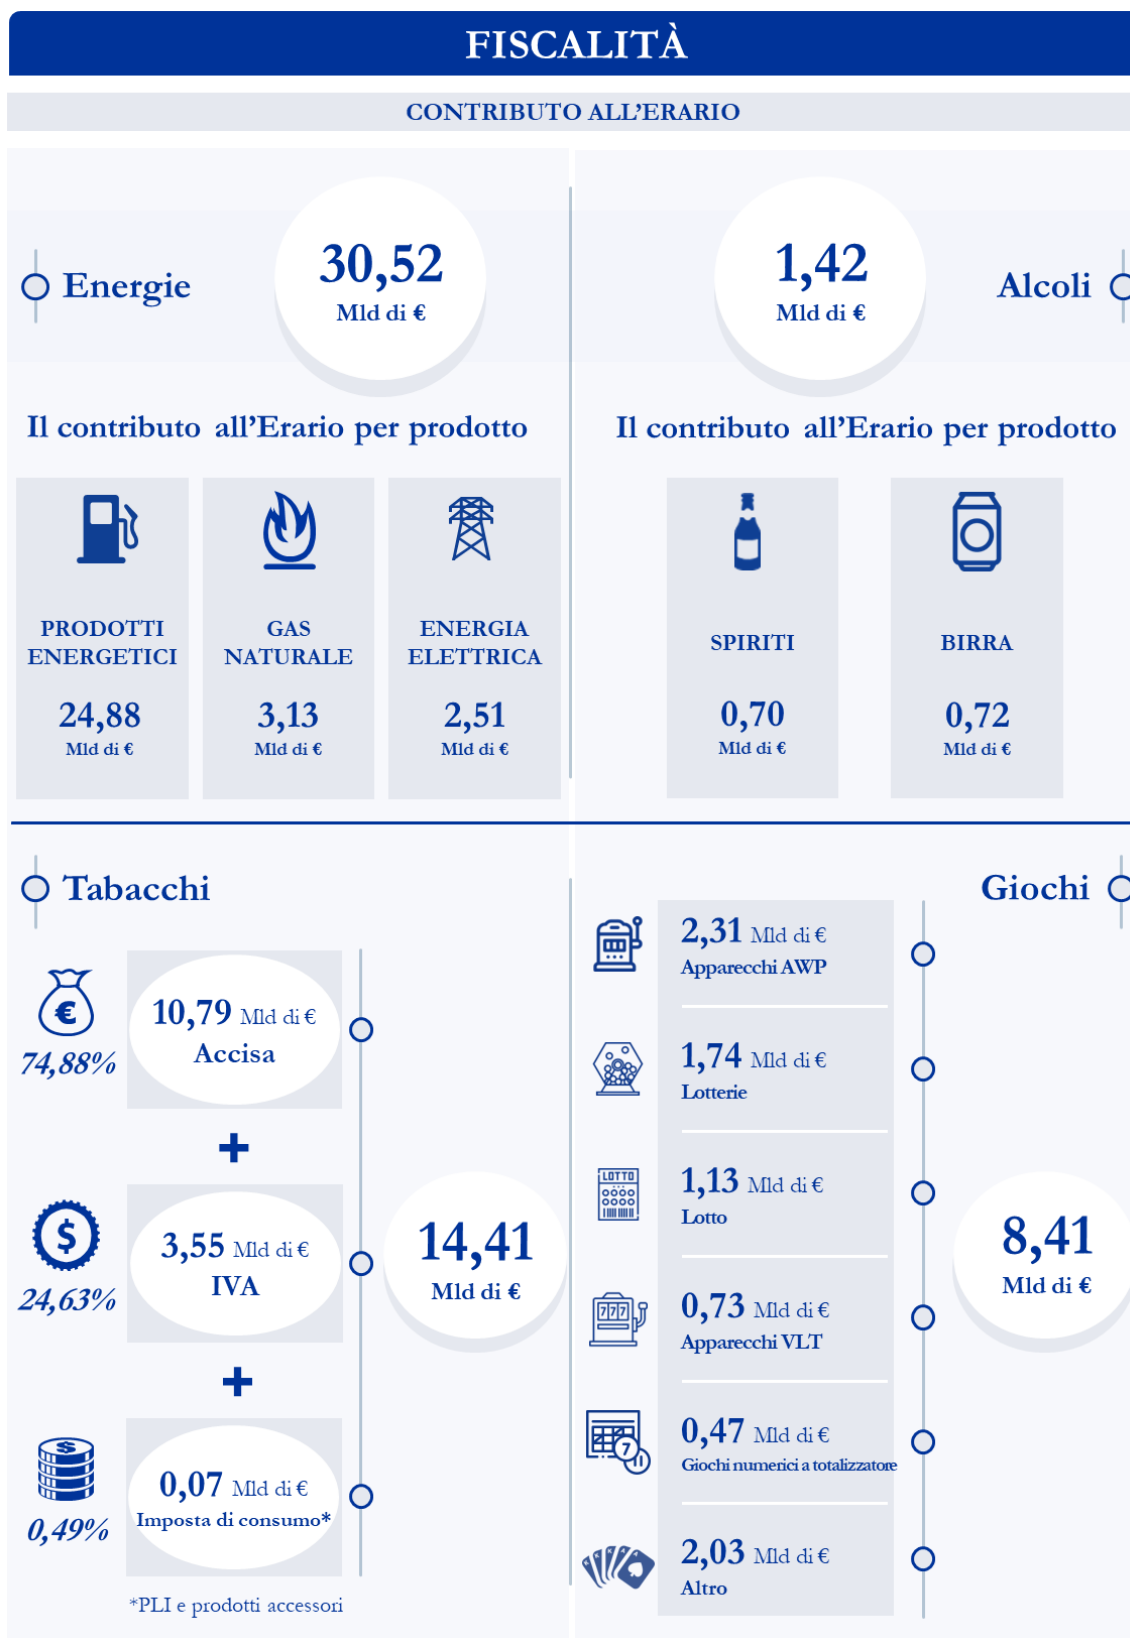 FISCALITÀ
CONTRIBUTO ALL'ERARIO
Energie
30,52
Mld di €
Il contributo all'Erario per prodotto
PRODOTTI
ENERGETICI
24,88
Mld di €
GAS
NATURALE
3,13
Mld di €
ENERGIA
ELETTRICA
2,51
Mld di €
1,42
Mld di €
Alcoli
Il contributo all'Erario per prodotto
SPIRITI
0,70
Mld di €
BIRRA
0,72
Mld di €
Tabacchi
€
74,88%
10,79 Mld di €
Accisa
+
$
24,63%
3,55 Mld di €
IVA
+
$
0,49%
0,07 Mld di €
Imposta di consumo*
*PLI e prodotti accessori
14,41
Mld di €
Giochi
2,31 Mld di €
Apparecchi AWP
1,74 Mld di €
Lotterie
LOTTO
1,13 Mld di €
Lotto
777
0,73 Mld di €
Apparecchi VLT
7
11
0,47 Mld di €
Giochi numerici a totalizzatore
2,03 Mld di €
Altro
8,41
Mld di €